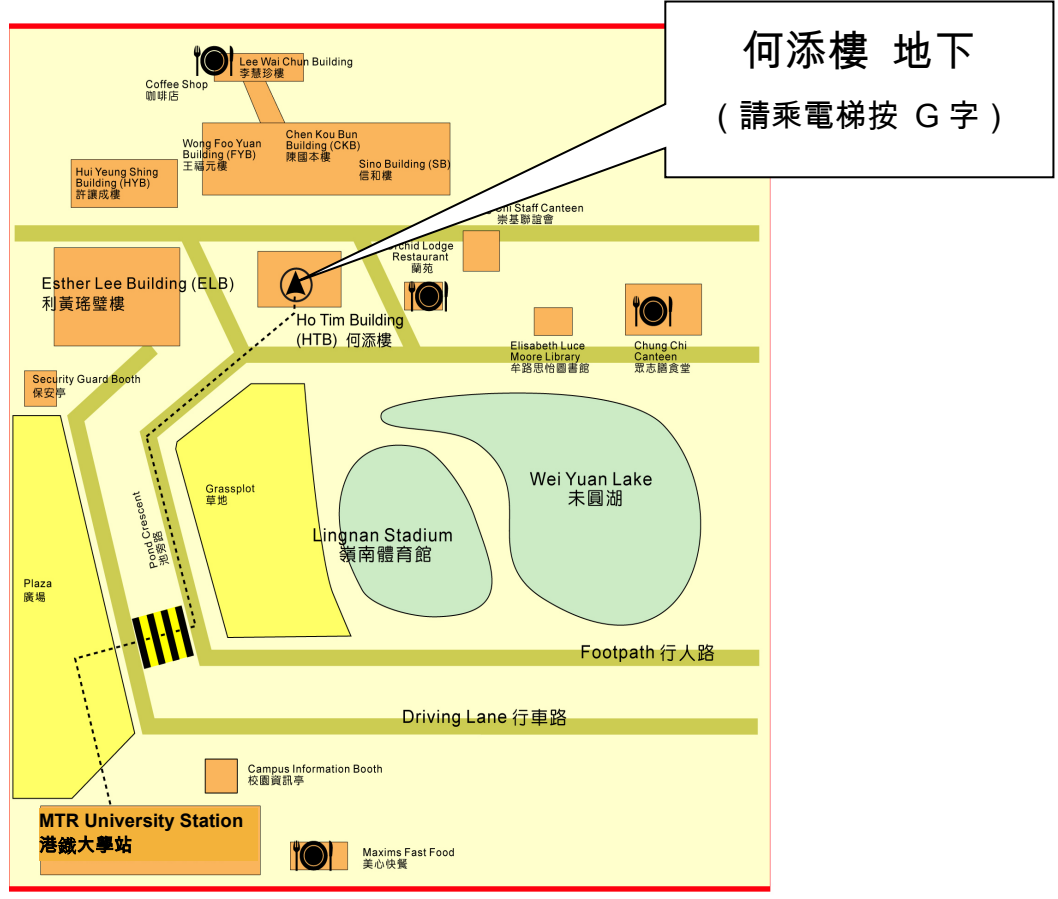 何添樓 地下
(請乘電梯按 G 字)
Lee Wai Chun Building
李慧珍樓
Coffee Shop
咖啡店
Wong Foo Yuan
Building (FYB)
王福元樓
Chen Kou Bun
Building (CKB)
陳國本樓
Sino Building (SB)
信和樓
Hui Yeung Shing
Building (HYB)
許讓成樓
Staff Canteen
崇基聯誼會
Lodge
Restaurant
蘭苑
Esther Lee Building (ELB)
利黃瑤璧樓
Ho Tim Building
(HTB) 何添樓
Elisabeth Luce
Moore Library
牟路思怡圖書館
Chung Chi
Canteen
眾志膳食堂
Security Guard Booth
保安亭
Grassplot
草地
Wei Yuan Lake
未圓湖
Lingnan Stadium
嶺南體育館
Pond Crescent
池旁路
Plaza
廣場
Footpath 行人路
Driving Lane 行車路
Campus Information Booth
校園資訊亭
MTR University Station
港鐵大學站
Maxims Fast Food
美心快餐